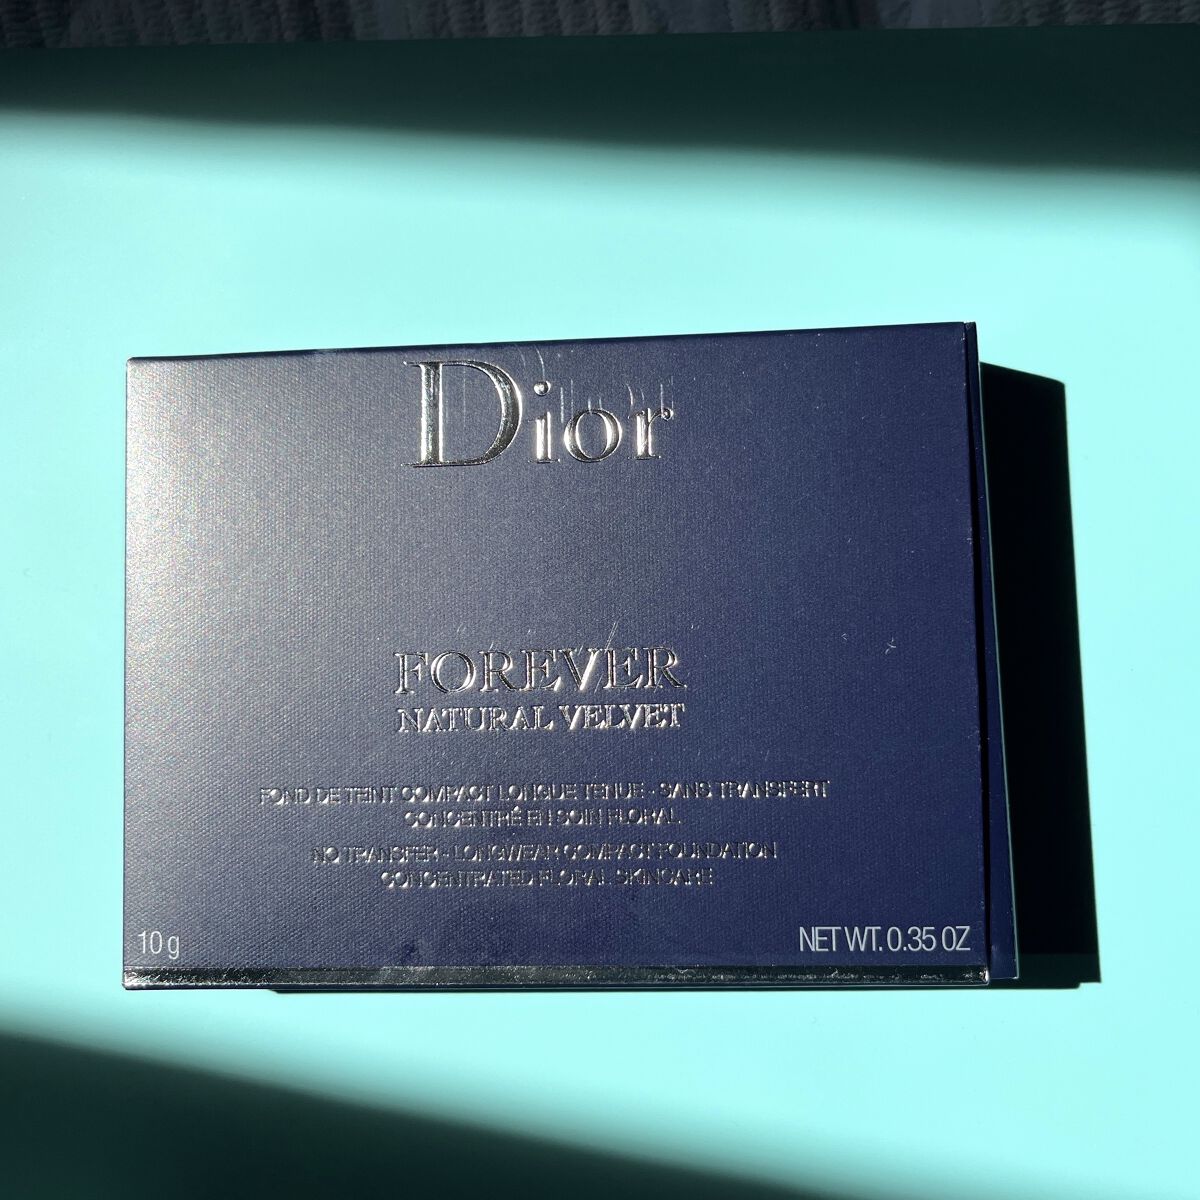 Dior
FOREVER
NATURAL VELVET
FOND DE TEINT COMPACT LONGUE TENUE - SANS TRANSFERT
CONCENTRÉ EN SOIN FLORAL
NO TRANSFER - LONGWEAR COMPACT FOUNDATION
CONCENTRATED FLORAL SKINCARE
10 g
NET WT. 0.35 OZ